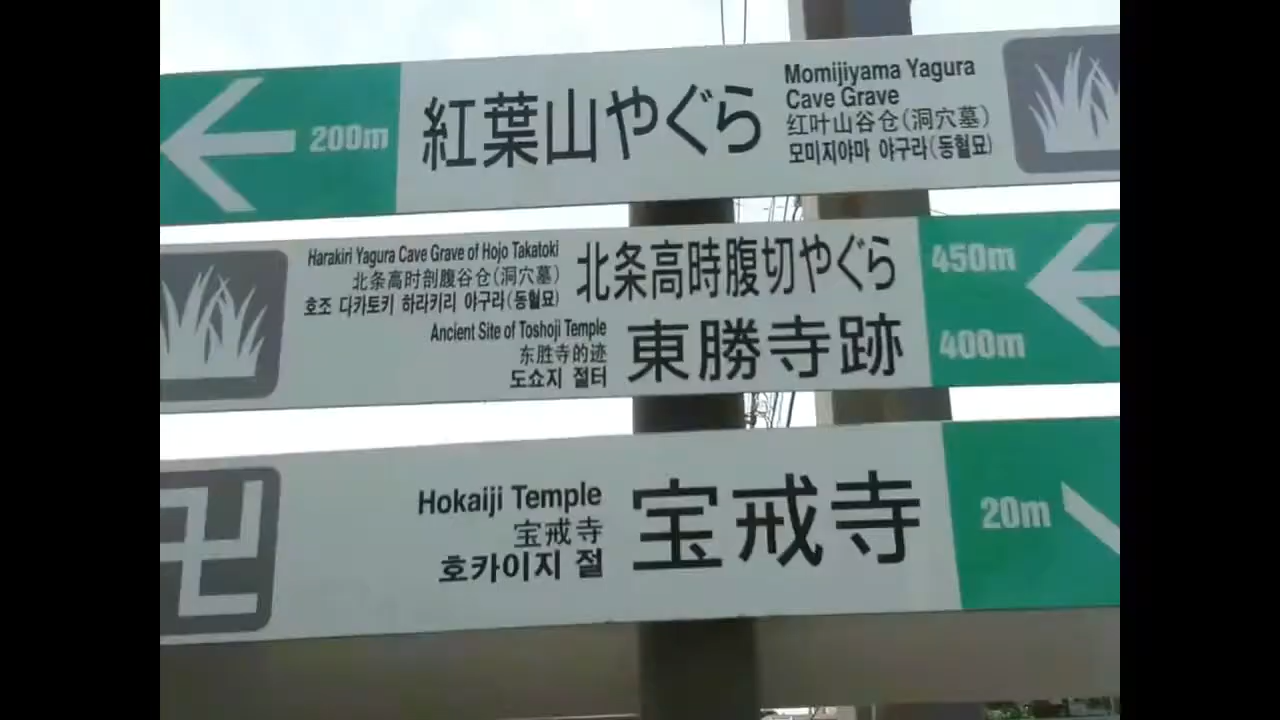 200m
紅葉山やぐら
Momijiyama Yagura
Cave Grave
红叶山谷仓(洞穴墓)
모미지야마 야구라(동혈묘)
Harakiri Yagura Cave Grave of Hojo Takatoki
北条高时剖腹谷仓(洞穴墓)
호조 다카토키 하라키리 야구라(동혈묘)
北条高時腹切やぐら
450m
Ancient Site of Toshoji Temple
东胜寺的迹
도쇼지 절터
東勝寺跡
400m
Hokaiji Temple
宝戒寺
호카이지 절
宝戒寺
20m